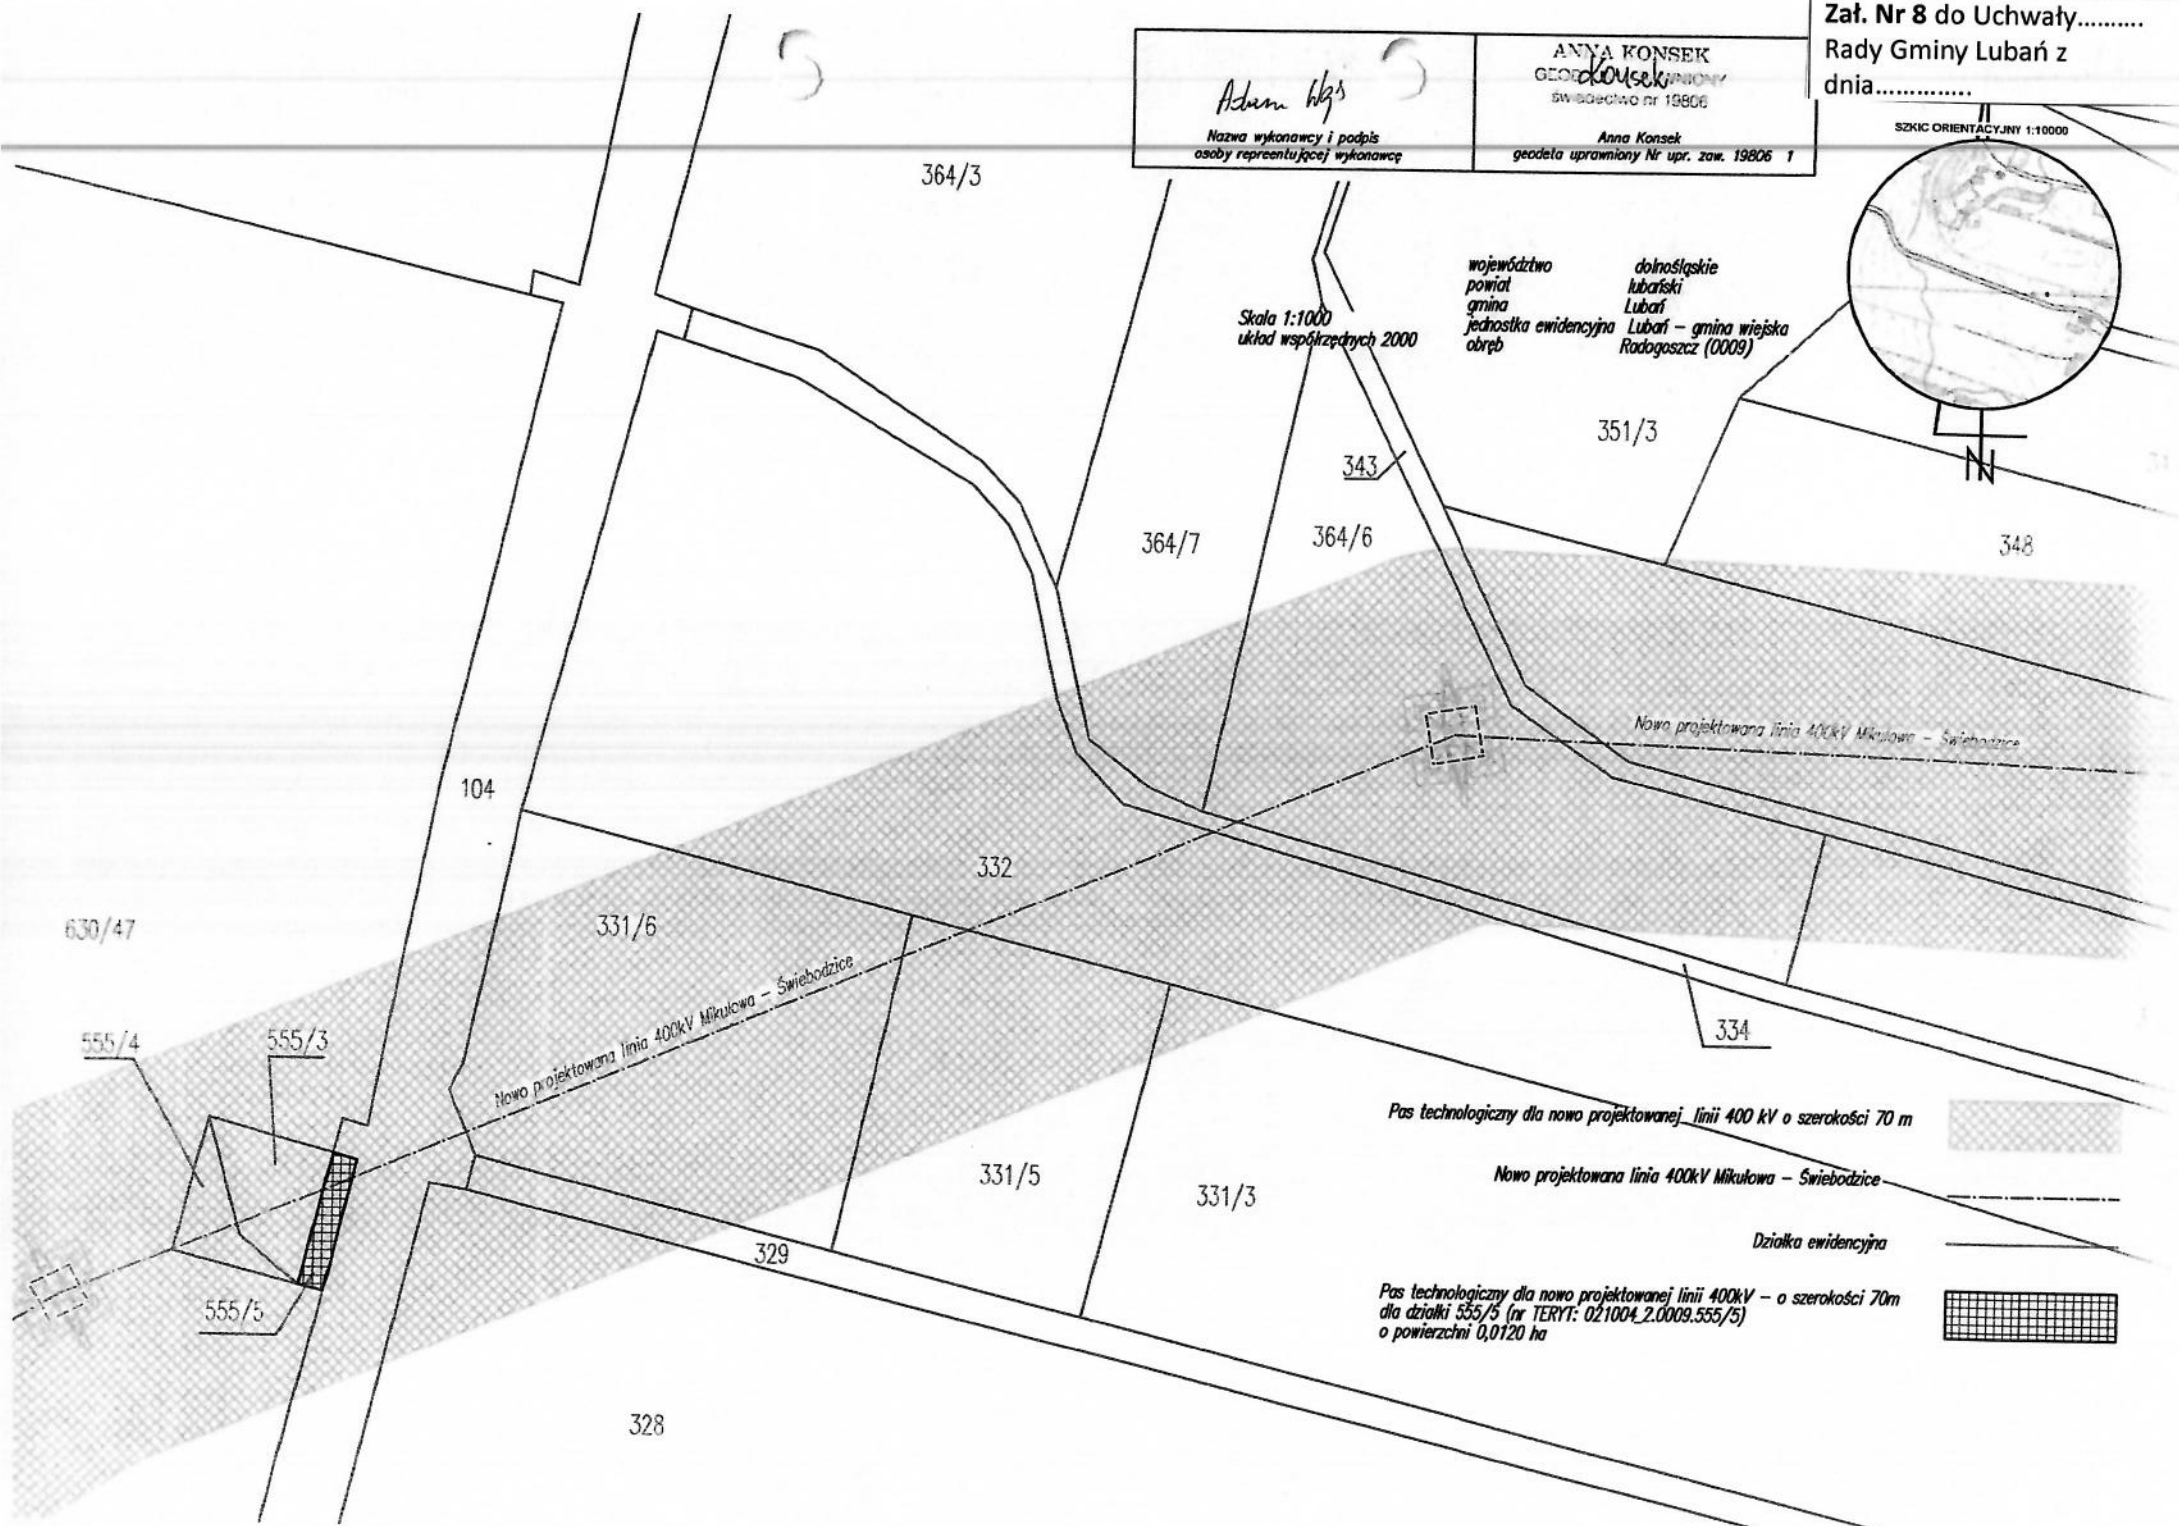 Zał. Nr 8 do Uchwały..........
Rady Gminy Lubań z
dnia..............
ANNA KONSEK
świadectwo nr 19806
Nazwa wykonawcy i podpis
osoby repreentującej wykonawcę
Anna Konsek
geodeta uprawniony Nr upr. zaw. 19806 1
SZKIC ORIENTACYJNY 1:10000
364/3
województwo dolnośląskie
powiat lubański
gmina Lubań
jednostka ewidencyjna Lubań – gmina wiejska
obręb Radogoszcz (0009)
Skala 1:1000
układ współrzędnych 2000
351/3
343
N
364/7
364/6
348
Nowo projektowana linia 400kV Mikułowa – Świebodzice
104
332
630/47
331/6
Nowo projektowana linia 400kV Mikułowa – Świebodzice
555/4
555/3
334
331/5
331/3
329
555/5
328
Pas technologiczny dla nowo projektowanej linii 400 kV o szerokości 70 m
Nowo projektowana linia 400kV Mikułowa – Świebodzice
Działka ewidencyjna
Pas technologiczny dla nowo projektowanej linii 400kV – o szerokości 70m
dla działki 555/5 (nr TERYT: 021004_2.0009.555/5)
o powierzchni 0,0120 ha